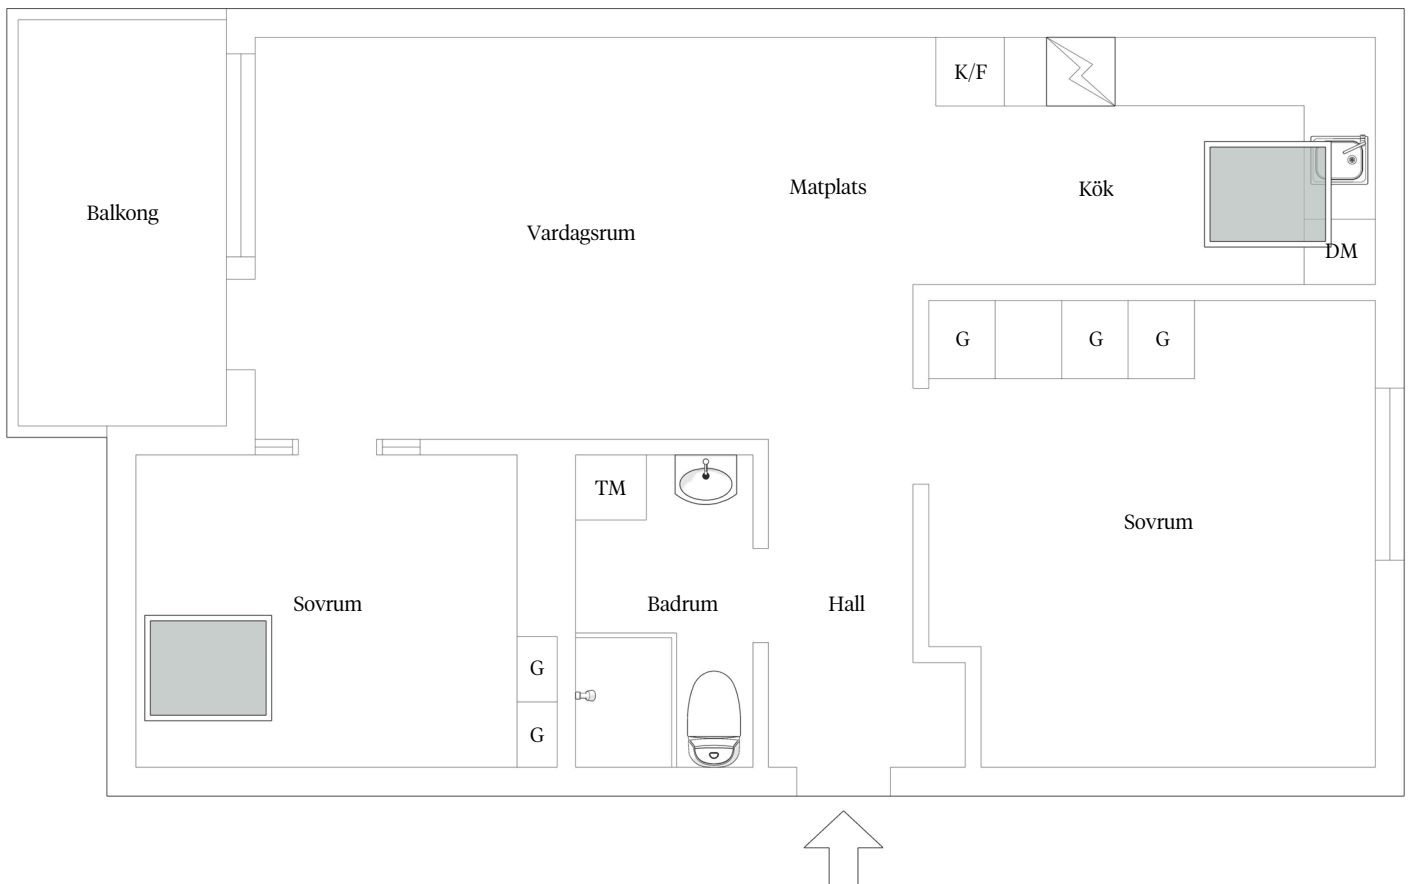 K/F
Matplats
Kök
Balkong
Vardagsrum
DM
G
G
G
TM
Sovrum
Sovrum
Badrum
Hall
G
G